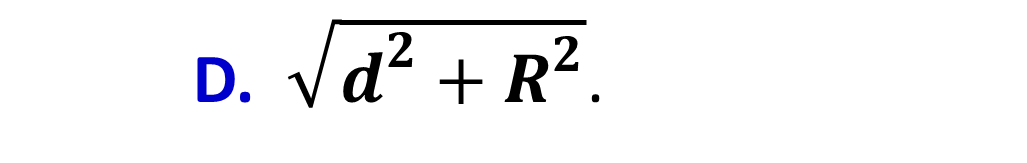 D. √d² + R².